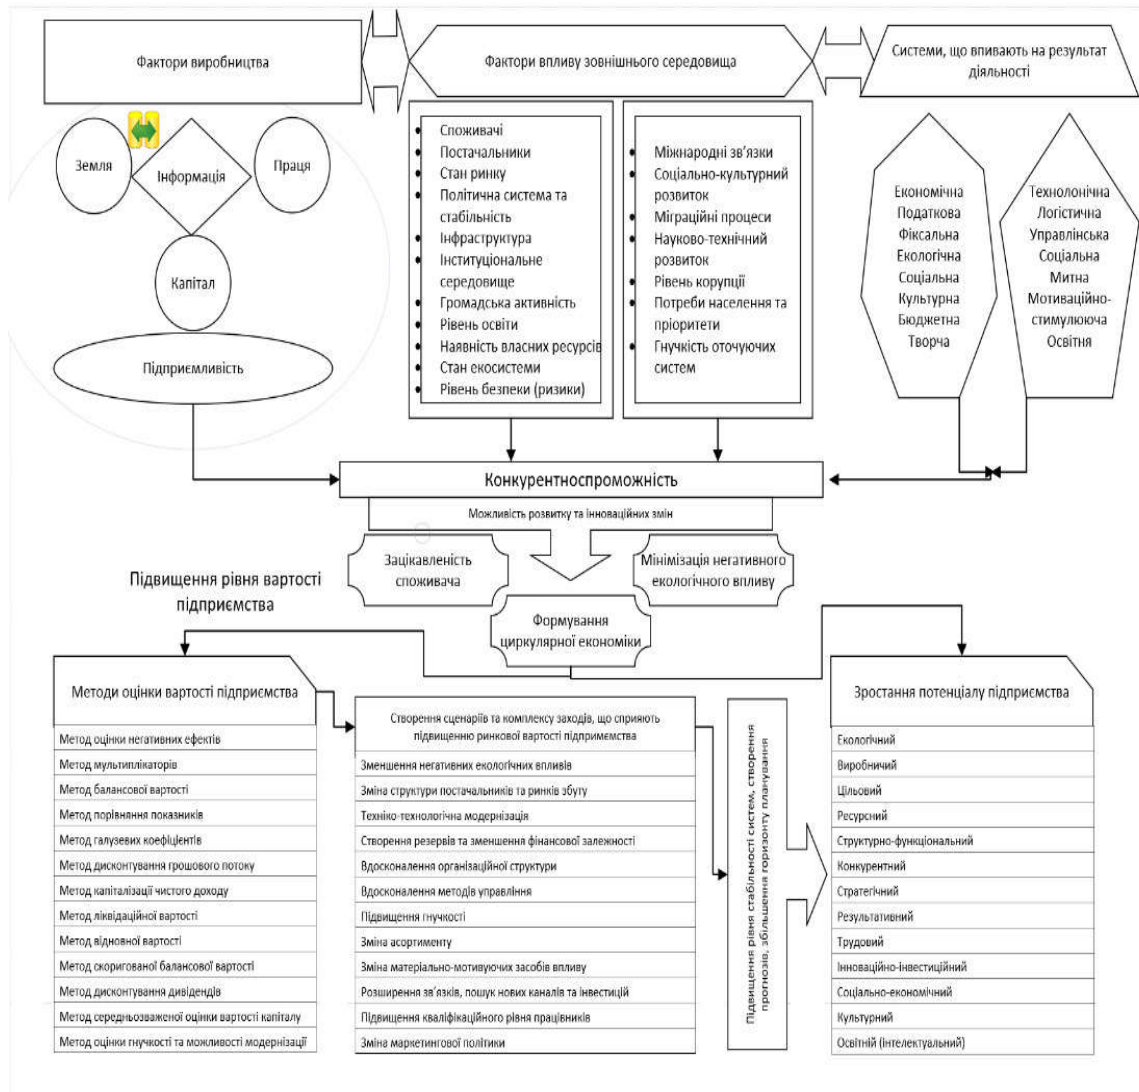 Фактори виробництва
Фактори впливу зовнішнього середовища
Системи, що впивають на результат
діяльності
Земля
Інформація
Праця
Капітал
Підприємливість
Споживачі
Постачальники
Стан ринку
Політична система та
стабільність
Інфраструктура
Інституціональне
середовище
Громадська активність
Рівень освіти
Наявність власних ресурсів
Стан екосистеми
Рівень безпеки (ризики)
Міжнародні зв’язки
Соціально-культурний
розвиток
Міграційні процеси
Науково-технічний
розвиток
Рівень корупції
Потреби населення та
пріоритети
Гнучкість оточуючих
систем
Економічна
Податкова
Фіксальна
Екологічна
Соціальна
Культурна
Бюджетна
Творча
Технолонічна
Логістична
Управлінська
Соціальна
Митна
Мотиваційно-
стимулююча
Освітня
Конкурентноспроможність
Можливість розвитку та інноваційних змін
Зацікавленість
споживача
Мінімізація негативного
екологічного впливу
Підвищення рівня вартості
підприємства
Формування
циркулярної економіки
Методи оцінки вартості підприємства
Метод оцінки негативних ефектів
Метод мультиплікаторів
Метод балансової вартості
Метод порівняння показників
Метод галузевих коефіцієнтів
Метод дисконтування грошового потоку
Метод капіталізації чистого доходу
Метод ліквідаційної вартості
Метод відновної вартості
Метод скоригованої балансової вартості
Метод дисконтування дивідендів
Метод середньозваженої оцінки вартості капіталу
Метод оцінки гнучкості та можливості модернізації
Створення сценаріїв та комплексу заходів, що сприяють
підвищенню ринкової вартості підпримємства
Зменшення негативних екологічних впливів
Зміна структури постачальників та ринків збуту
Техніко-технологічна модернізація
Створення резервів та зменшення фінансової залежності
Вдосконалення організаційної структури
Вдосконалення методів управління
Підвищення гнучкості
Зміна асортименту
Зміна матеріально-мотивуючих засобів впливу
Розширення зв’язків, пошук нових каналів та інвестицій
Підвищення кваліфікаційного рівня працівників
Зміна маркетингової політики
Підвищення рівня стабільності систем, створення
прогнозів, збільшення горизонту планування
Зростання потенціалу підприємства
Екологічний
Виробничий
Цільовий
Ресурсний
Структурно-функціональний
Конкурентний
Стратегічний
Результативний
Трудовий
Інноваційно-інвестиційний
Соціально-економічний
Культурний
Освітній (інтелектуальний)